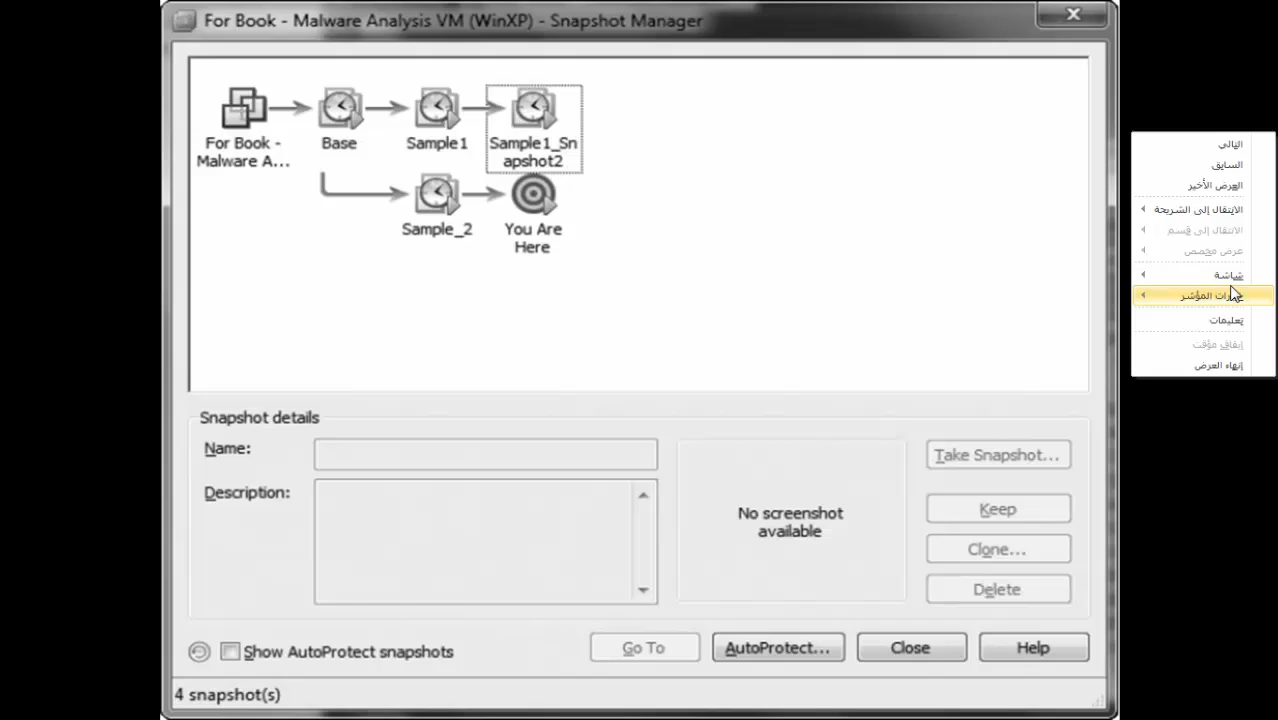 For Book - Malware Analysis VM (WinXP) - Snapshot Manager
For Book -
Malware A...
Base
Sample1
Sample1_Sn
apshot2
Sample_2
You Are
Here
Snapshot details
Name:
Description:
No screenshot
available
Take Snapshot...
Keep
Clone...
Delete
Show AutoProtect snapshots
Go To
AutoProtect...
Close
Help
4 snapshot(s)
التالي
السابق
العرض الأخير
الانتقال إلى الشريحة
الانتقال إلى قسم
عرض مخصص
شاشة
المؤشر
تعليمات
إيقاف مؤقت
إنهاء العرض